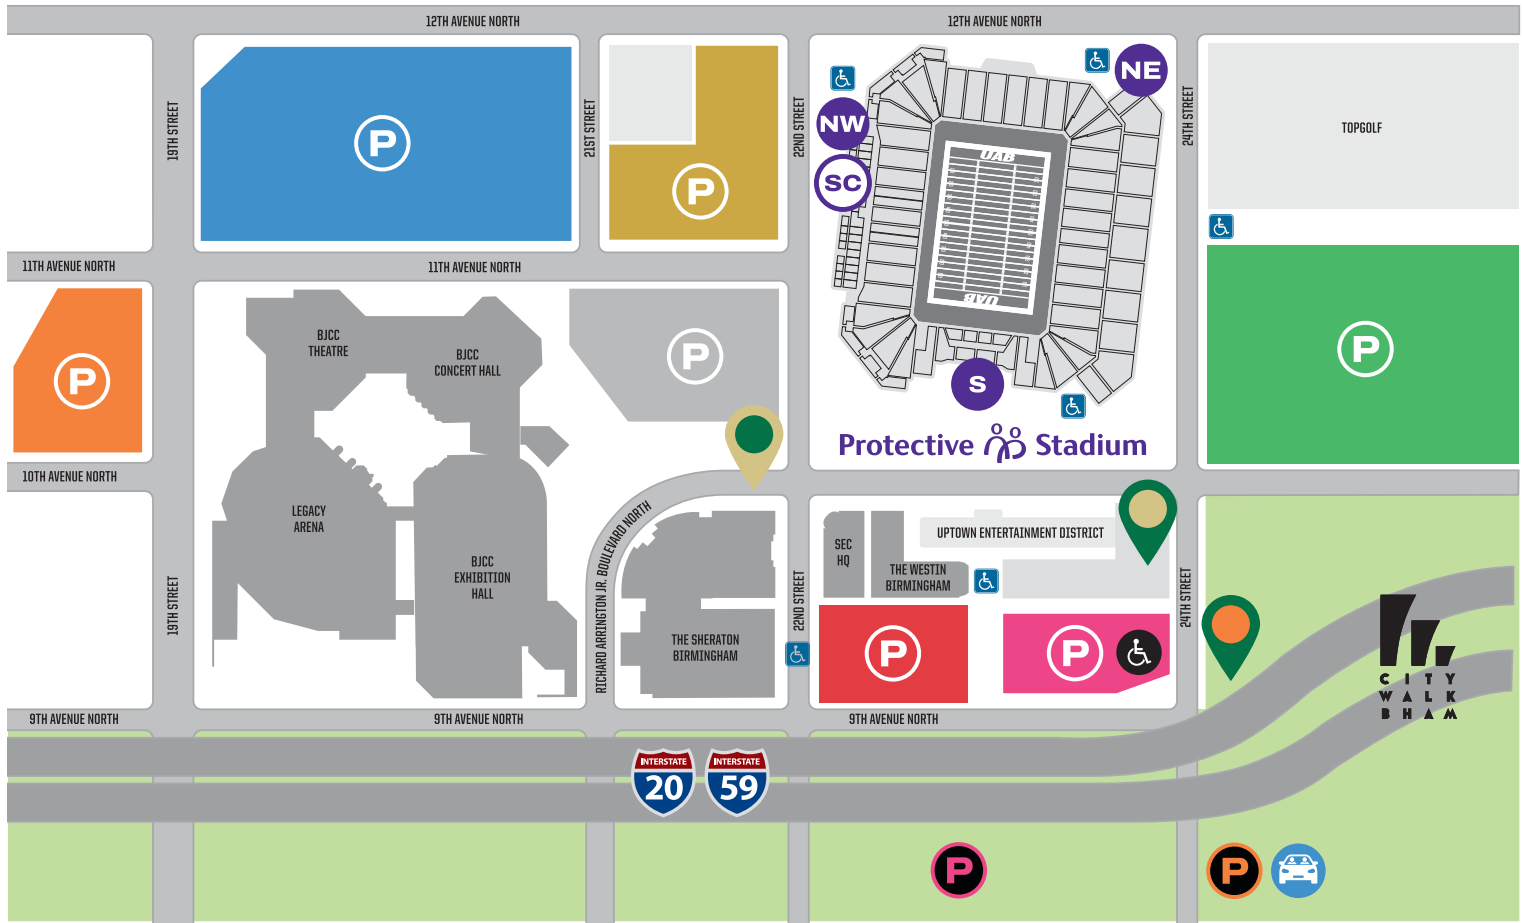 12TH AVENUE NORTH
12TH AVENUE NORTH
19TH STREET
P
21ST STREET
P
22ND STREET
NE
NW
SC
UAB
UAB
S
Protective Stadium
24TH STREET
TOPGOLF
P
11TH AVENUE NORTH
11TH AVENUE NORTH
P
BJCC
THEATRE
BJCC
CONCERT HALL
P
10TH AVENUE NORTH
LEGACY
ARENA
BJCC
EXHIBITION
HALL
19TH STREET
RICHARD ARRINGTON JR. BOULEVARD NORTH
THE SHERATON
BIRMINGHAM
22ND STREET
SEC
HQ
THE WESTIN
BIRMINGHAM
UPTOWN ENTERTAINMENT DISTRICT
P
P
24TH STREET
CITY
WALK
BHAM
9TH AVENUE NORTH
9TH AVENUE NORTH
9TH AVENUE NORTH
INTERSTATE
20
INTERSTATE
59
P
P